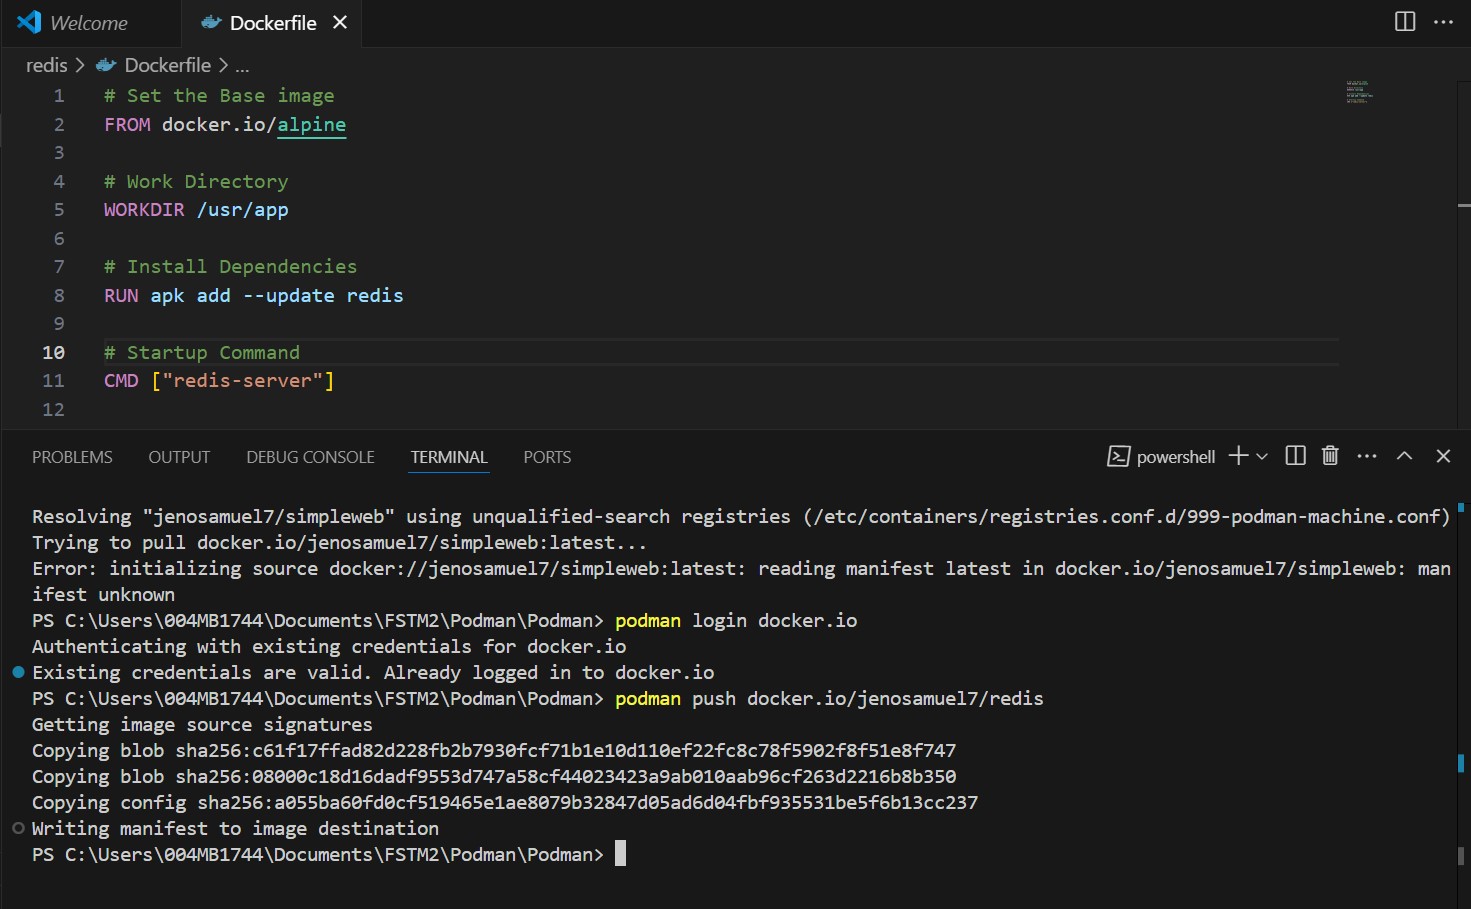 Welcome
Dockerfile
redis > Dockerfile > ...
1 # Set the Base image
2 FROM docker.io/alpine
3
4 # Work Directory
5 WORKDIR /usr/app
6
7 # Install Dependencies
8 RUN apk add --update redis
9
10 # Startup Command
11 CMD ["redis-server"]
12
PROBLEMS OUTPUT DEBUG CONSOLE TERMINAL PORTS powershell
Resolving "jenosamuel7/simpleweb" using unqualified-search registries (/etc/containers/registries.conf.d/999-podman-machine.conf)
Trying to pull docker.io/jenosamuel7/simpleweb:latest...
Error: initializing source docker://jenosamuel7/simpleweb:latest: reading manifest latest in docker.io/jenosamuel7/simpleweb: man
ifest unknown
PS C:\Users\004MB1744\Documents\FSTM2\Podman\Podman> podman login docker.io
Authenticating with existing credentials for docker.io
Existing credentials are valid. Already logged in to docker.io
PS C:\Users\004MB1744\Documents\FSTM2\Podman\Podman> podman push docker.io/jenosamuel7/redis
Getting image source signatures
Copying blob sha256:c61f17ffad82d228fb2b7930fcf71b1e10d110ef22fc8c78f5902f8f51e8f747
Copying blob sha256:08000c18d16dadf9553d747a58cf44023423a9ab010aab96cf263d2216b8b350
Copying config sha256:a055ba60fd0cf519465e1ae8079b32847d05ad6d04fbf935531be5f6b13cc237
Writing manifest to image destination
PS C:\Users\004MB1744\Documents\FSTM2\Podman\Podman>